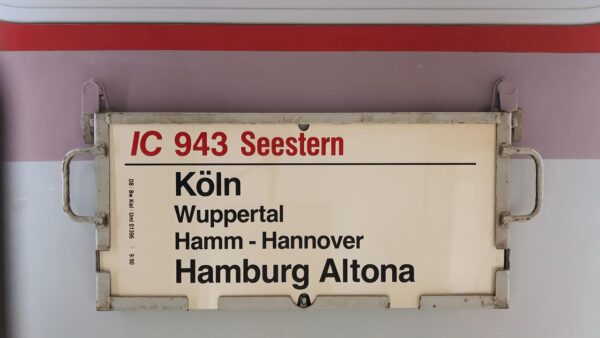 IC 943 Seestern
Köln
Wuppertal
Hamm - Hannover
Hamburg Altona